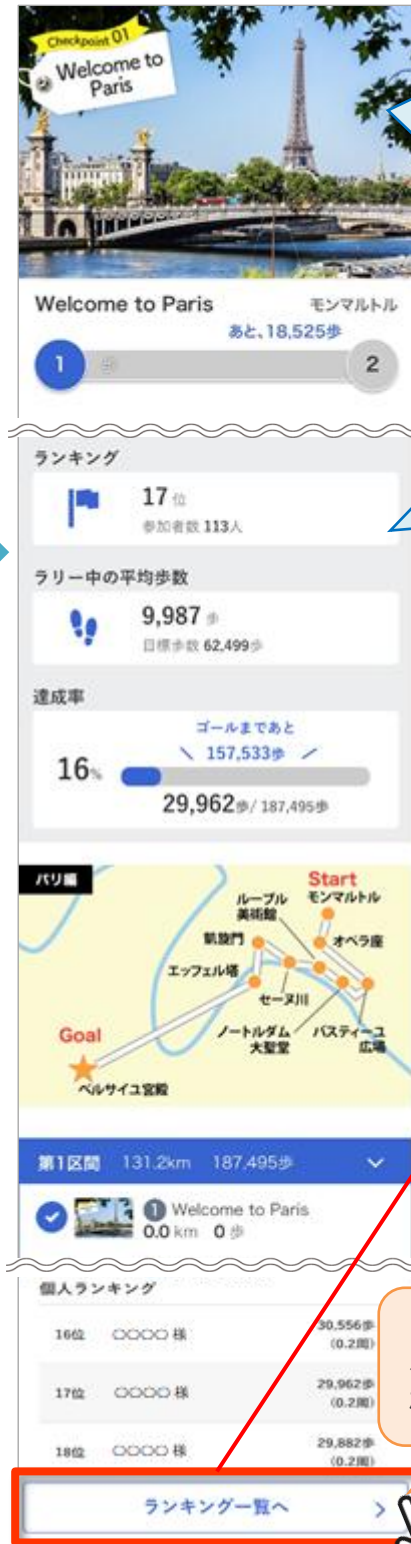 Checkpoint 01
Welcome to
Paris
Welcome to Paris モンマルトル
あと、18,525歩
1 2
ランキング
17 位
参加者数 113人
ラリー中の平均歩数
9,987 歩
目標歩数 62,499歩
達成率
ゴールまであと
＼ 157,533歩 ／
16%
29,962歩/ 187,495歩
パリ編
Start
モンマルトル
ルーブル
美術館
凱旋門
オペラ座
エッフェル塔
セーヌ川
Goal
ノートルダム
大聖堂
バスティーユ
広場
ベルサイユ宮殿
第1区間 131.2km 187,495歩
1 Welcome to Paris
0.0 km 0 歩
個人ランキング
16位 〇〇〇〇 様 30,556歩
(0.2周)
17位 〇〇〇〇 様 29,962歩
(0.2周)
18位 〇〇〇〇 様 29,882歩
(0.2周)
ランキング一覧へ >